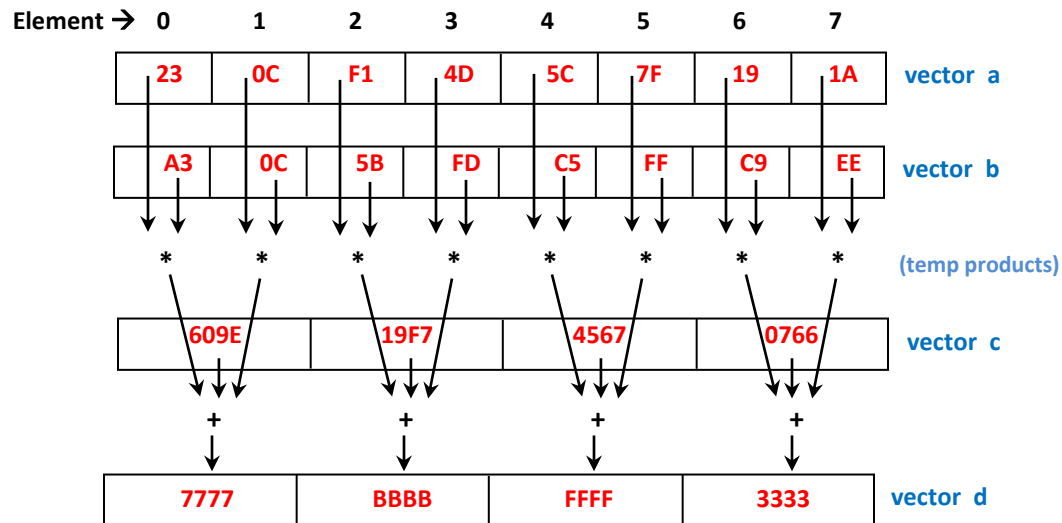 Element → 0 1 2 3 4 5 6 7
23 0C F1 4D 5C 7F 19 1A vector a
A3 0C 5B FD C5 FF C9 EE vector b
* * * * * * * * (temp products)
609E 19F7 4567 0766 vector c
+ + + +
7777 BBBB FFFF 3333 vector d